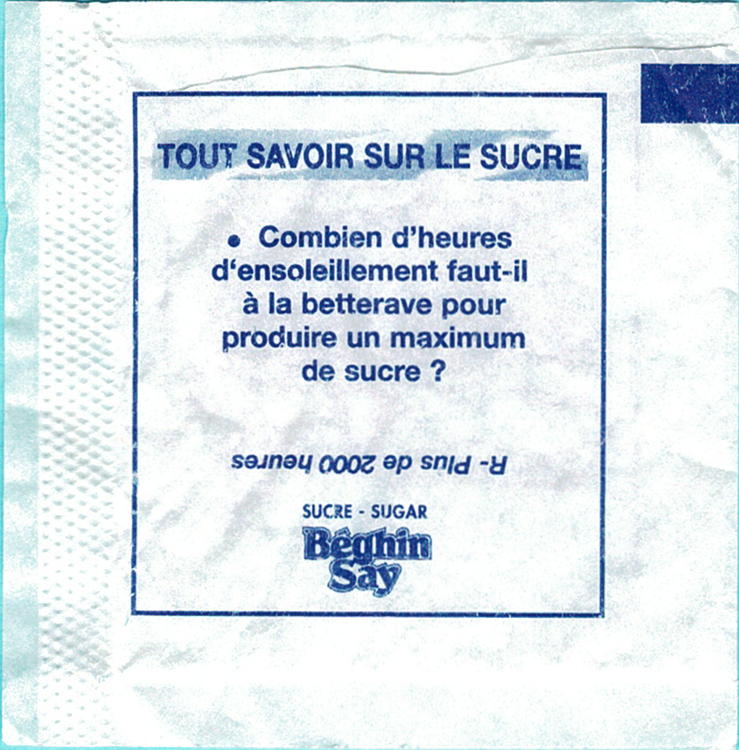 TOUT SAVOIR SUR LE SUCRE
• Combien d'heures
d'ensoleillement faut-il
à la betterave pour
produire un maximum
de sucre ?
R- Plus de 2000 heures
SUCRE - SUGAR
Béghin
Say